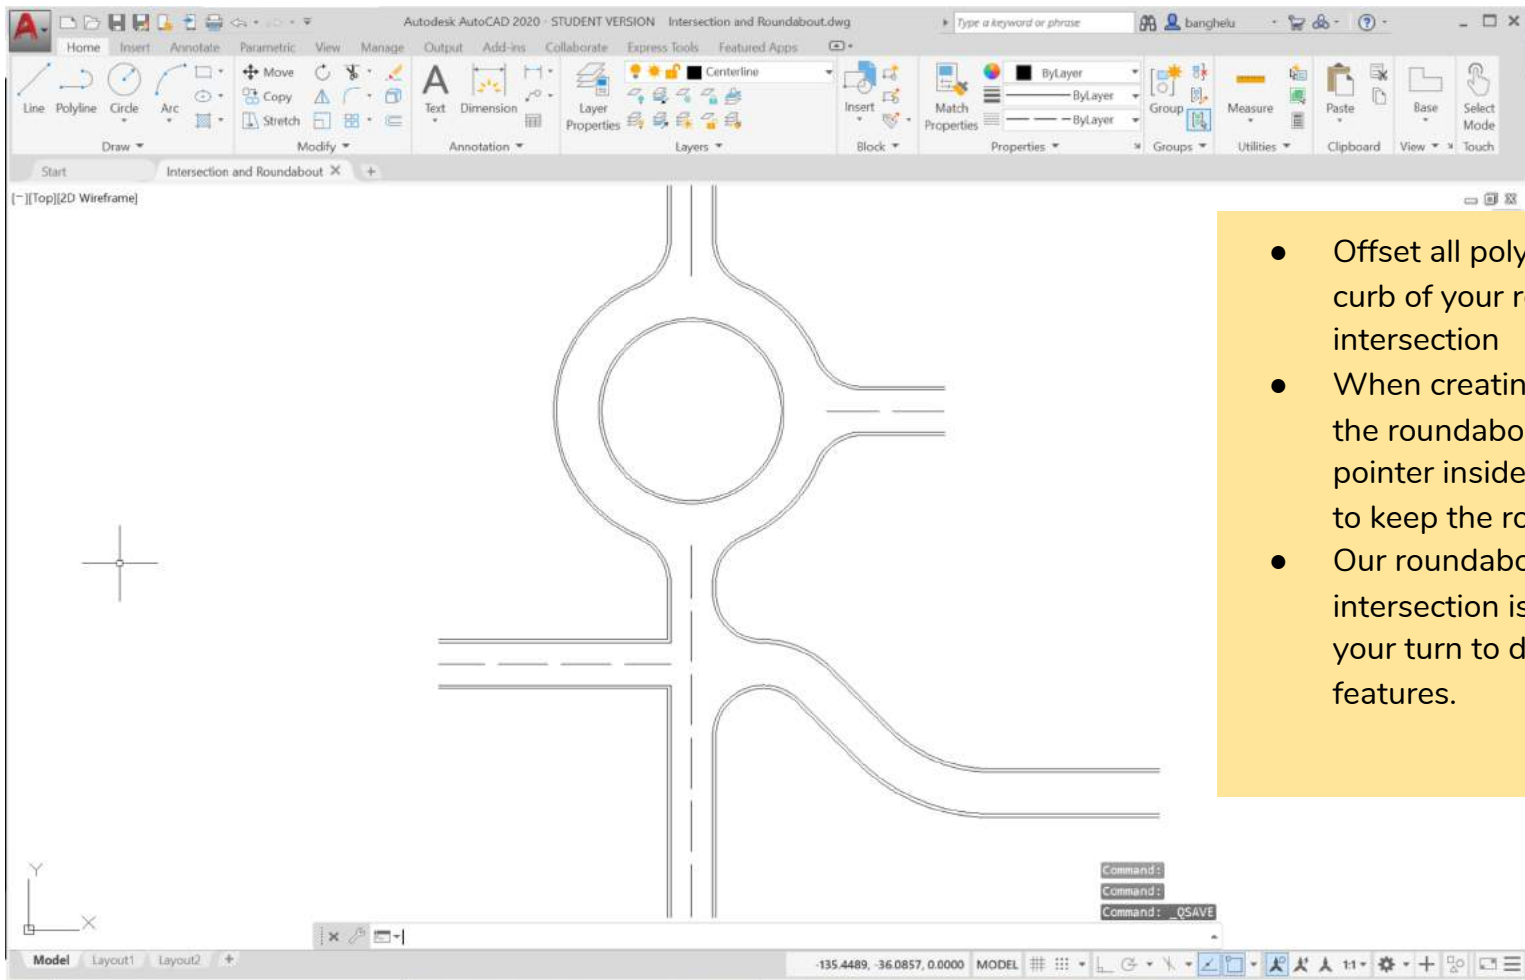 Autodesk AutoCAD 2020 - STUDENT VERSION Intersection and Roundabout.dwg
Type a keyword or phrase
banghelu
Home Insert Annotate Parametric View Manage Output Add-ins Collaborate Express Tools Featured Apps
Line Polyline Circle Arc
Move
Copy
Stretch
Text Dimension
Layer
Properties
Centerline
Insert
Match
Properties
ByLayer
ByLayer
ByLayer
Group
Measure
Paste
Base
Select
Mode
Draw Modify Annotation Layers Block Properties Groups Utilities Clipboard View Touch
Start Intersection and Roundabout
[−][Top][2D Wireframe]
● Offset all poly
curb of your r
intersection
● When creatin
the roundabo
pointer inside
to keep the ro
● Our roundabo
intersection is
your turn to d
features.
Y
X
Command:
Command:
Command: _QSAVE
Model Layout1 Layout2 +
-135.4489, -36.0857, 0.0000 MODEL 1:1